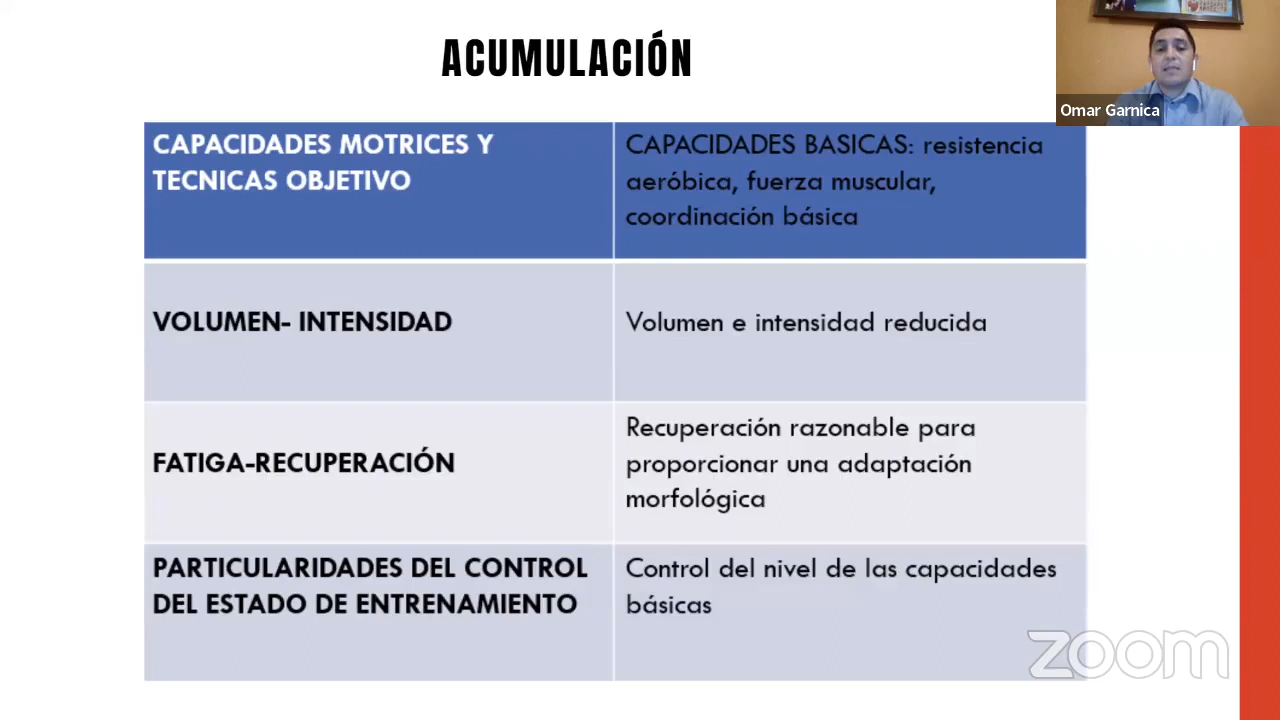 ACUMULACIÓN
Omar Garnica
CAPACIDADES MOTRICES Y
TECNICAS OBJETIVO
CAPACIDADES BASICAS: resistencia
aeróbica, fuerza muscular,
coordinación básica
VOLUMEN- INTENSIDAD
Volumen e intensidad reducida
FATIGA-RECUPERACIÓN
Recuperación razonable para
proporcionar una adaptación
morfológica
PARTICULARIDADES DEL CONTROL
DEL ESTADO DE ENTRENAMIENTO
Control del nivel de las capacidades
básicas
zoom